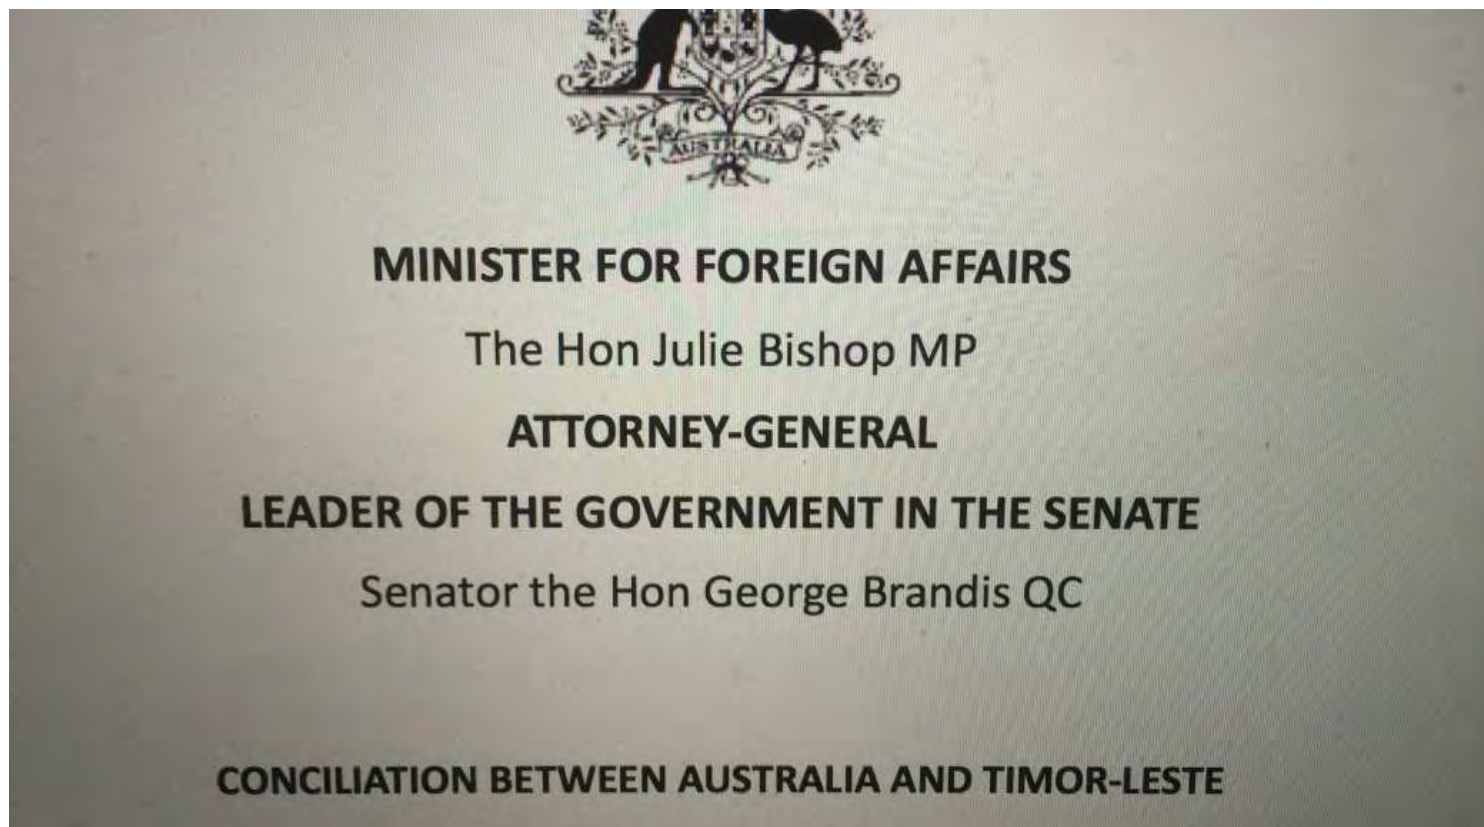 AUSTRALIA
MINISTER FOR FOREIGN AFFAIRS
The Hon Julie Bishop MP
ATTORNEY-GENERAL
LEADER OF THE GOVERNMENT IN THE SENATE
Senator the Hon George Brandis QC
CONCILIATION BETWEEN AUSTRALIA AND TIMOR-LESTE